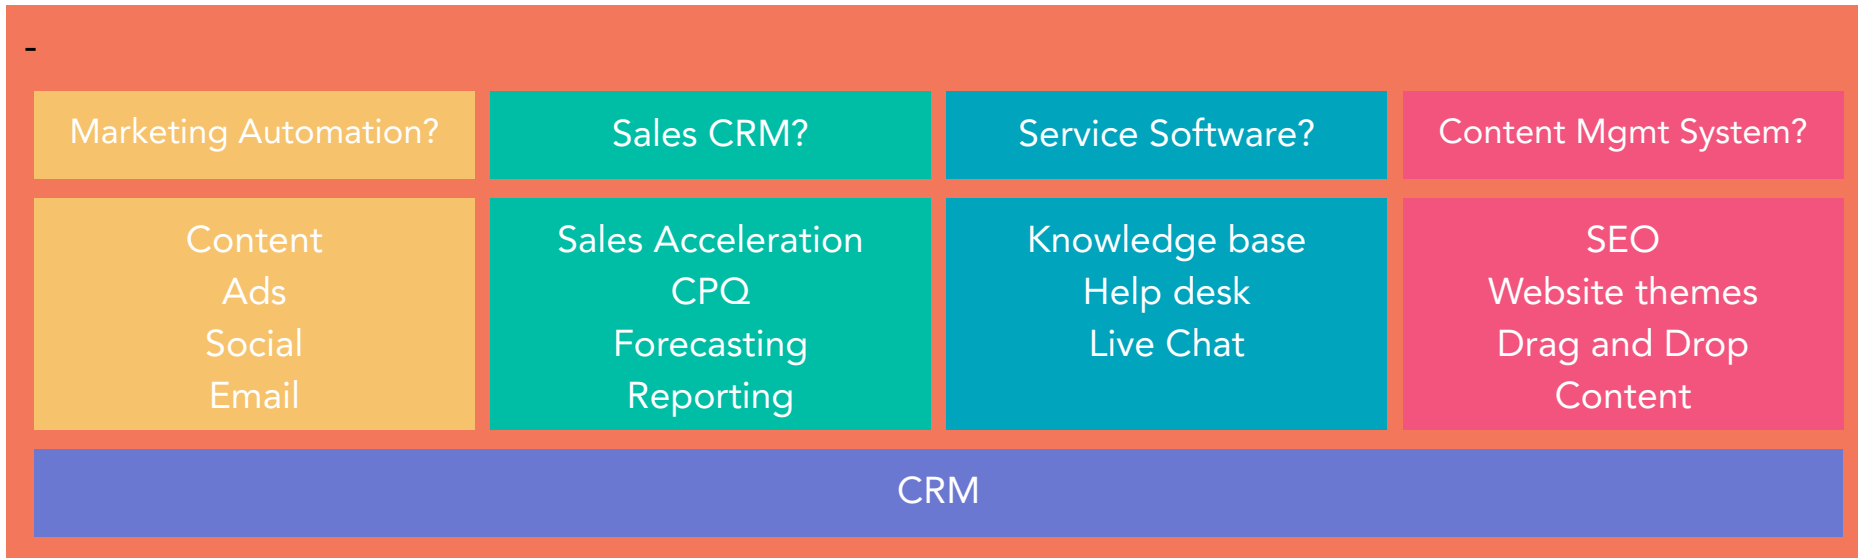 -
Marketing Automation?
Sales CRM?
Service Software?
Content Mgmt System?
Content
Ads
Social
Email
Sales Acceleration
CPQ
Forecasting
Reporting
Knowledge base
Help desk
Live Chat
SEO
Website themes
Drag and Drop
Content
CRM